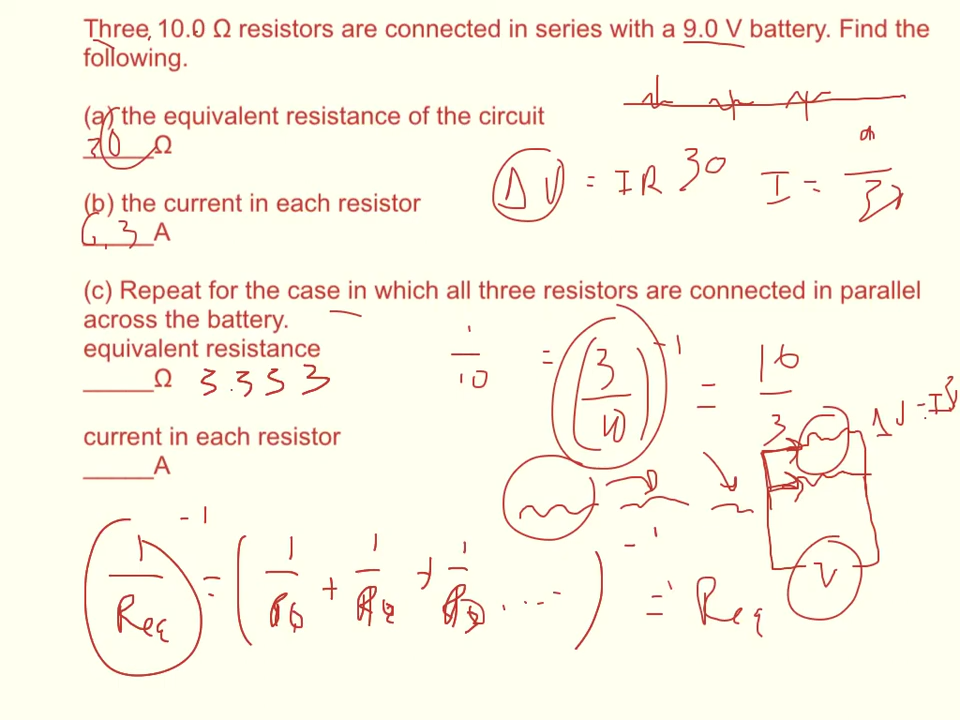 Three 10.0 Ω resistors are connected in series with a 9.0 V battery. Find the
following.
(a) the equivalent resistance of the circuit
30 Ω
ΔV = IR 30 I =
(b) the current in each resistor
.3 A
(c) Repeat for the case in which all three resistors are connected in parallel
across the battery.
equivalent resistance
______Ω 3.333
1/10 = (3/10)^-1 = 10/3
current in each resistor
______A
V
(1/Req)^-1 = (1/R1 + 1/R2 + 1/R3 ....)^-1 = Req